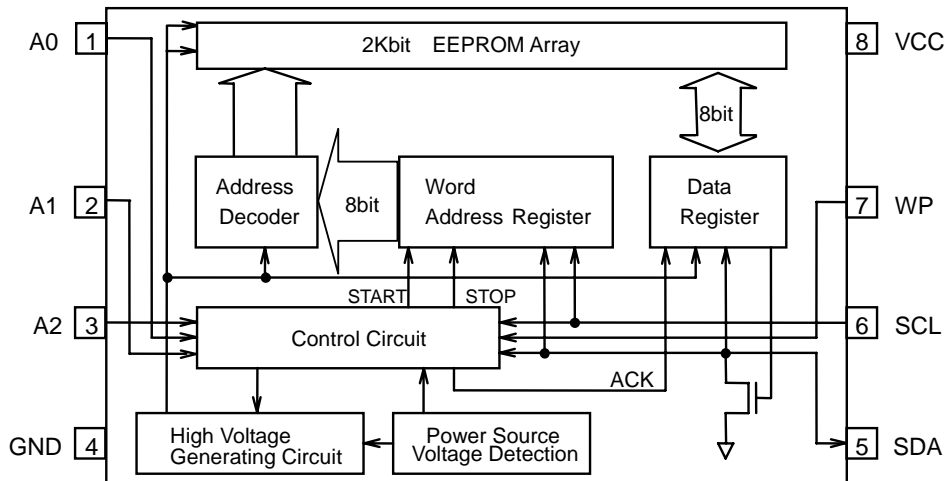 A0 1
2Kbit EEPROM Array
8 VCC
8bit
A1 2
Address
Decoder
8bit
Word
Address Register
Data
Register
7 WP
START
STOP
A2 3
Control Circuit
6 SCL
ACK
GND 4
High Voltage
Generating Circuit
Power Source
Voltage Detection
5 SDA